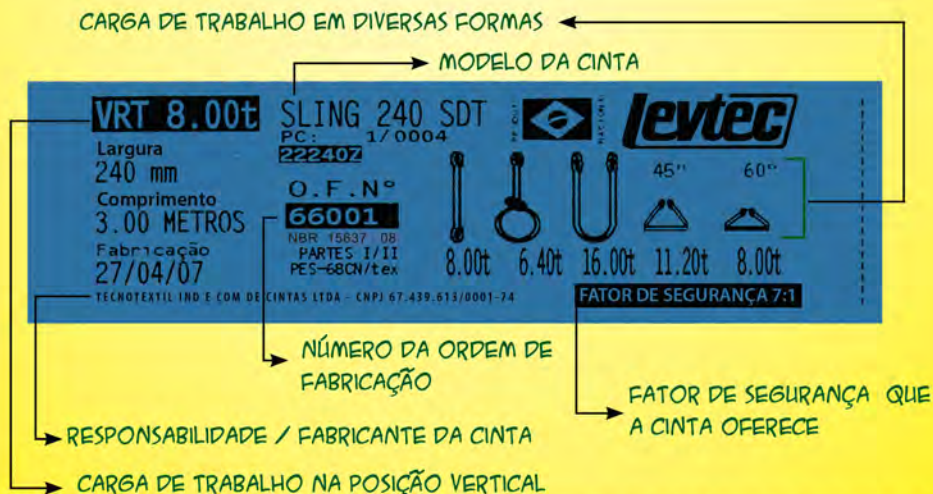 CARGA DE TRABALHO EM DIVERSAS FORMAS
MODELO DA CINTA
VRT 8.00t
SLING 240 SDT
PC: 1/0004
22240Z
levtec
Largura
240 mm
Comprimento
3.00 METROS
Fabricação
27/04/07
O.F.Nº
66001
NBR 15637 : 08
PARTES I/II
PES-68CN/tex
45º
60º
8.00t 6.40t 16.00t 11.20t 8.00t
TECNOTEXTIL IND E COM DE CINTAS LTDA - CNPJ 67.439.613/0001-74
FATOR DE SEGURANÇA 7:1
NÚMERO DA ORDEM DE
FABRICAÇÃO
FATOR DE SEGURANÇA QUE
A CINTA OFERECE
RESPONSABILIDADE / FABRICANTE DA CINTA
CARGA DE TRABALHO NA POSIÇÃO VERTICAL